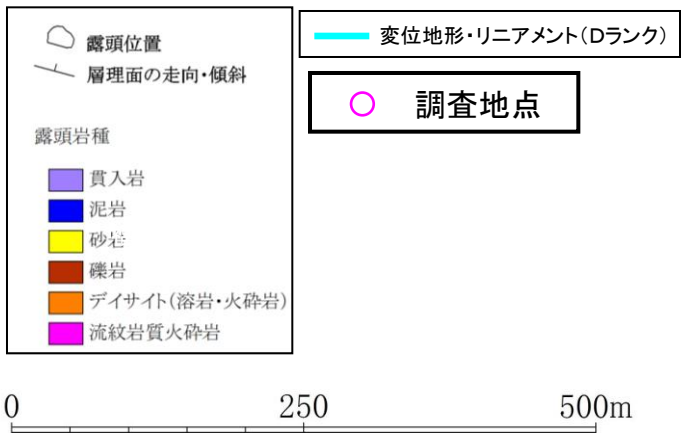 露頭位置
層理面の走向・傾斜
露頭岩種
貫入岩
泥岩
砂岩
礫岩
デイサイト(溶岩・火砕岩)
流紋岩質火砕岩
変位地形・リニアメント(Dランク)
調査地点
0 250 500m